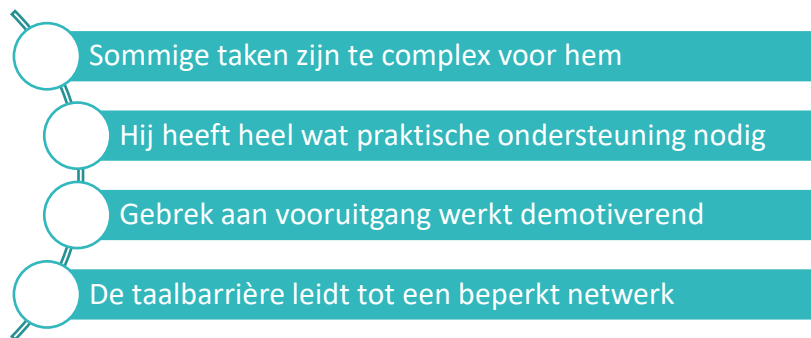 Sommige taken zijn te complex voor hem
Hij heeft heel wat praktische ondersteuning nodig
Gebrek aan vooruitgang werkt demotiverend
De taalbarrière leidt tot een beperkt netwerk